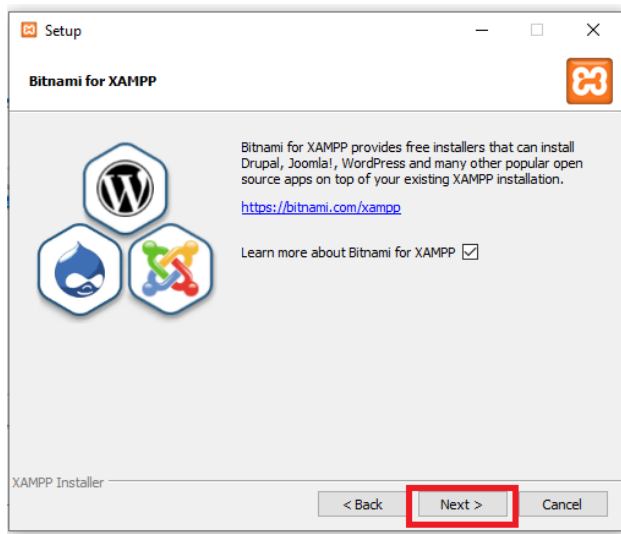 Setup
Bitnami for XAMPP
Bitnami for XAMPP provides free installers that can install
Drupal, Joomla!, WordPress and many other popular open
source apps on top of your existing XAMPP installation.
https://bitnami.com/xampp
Learn more about Bitnami for XAMPP
XAMPP Installer
< Back
Next >
Cancel